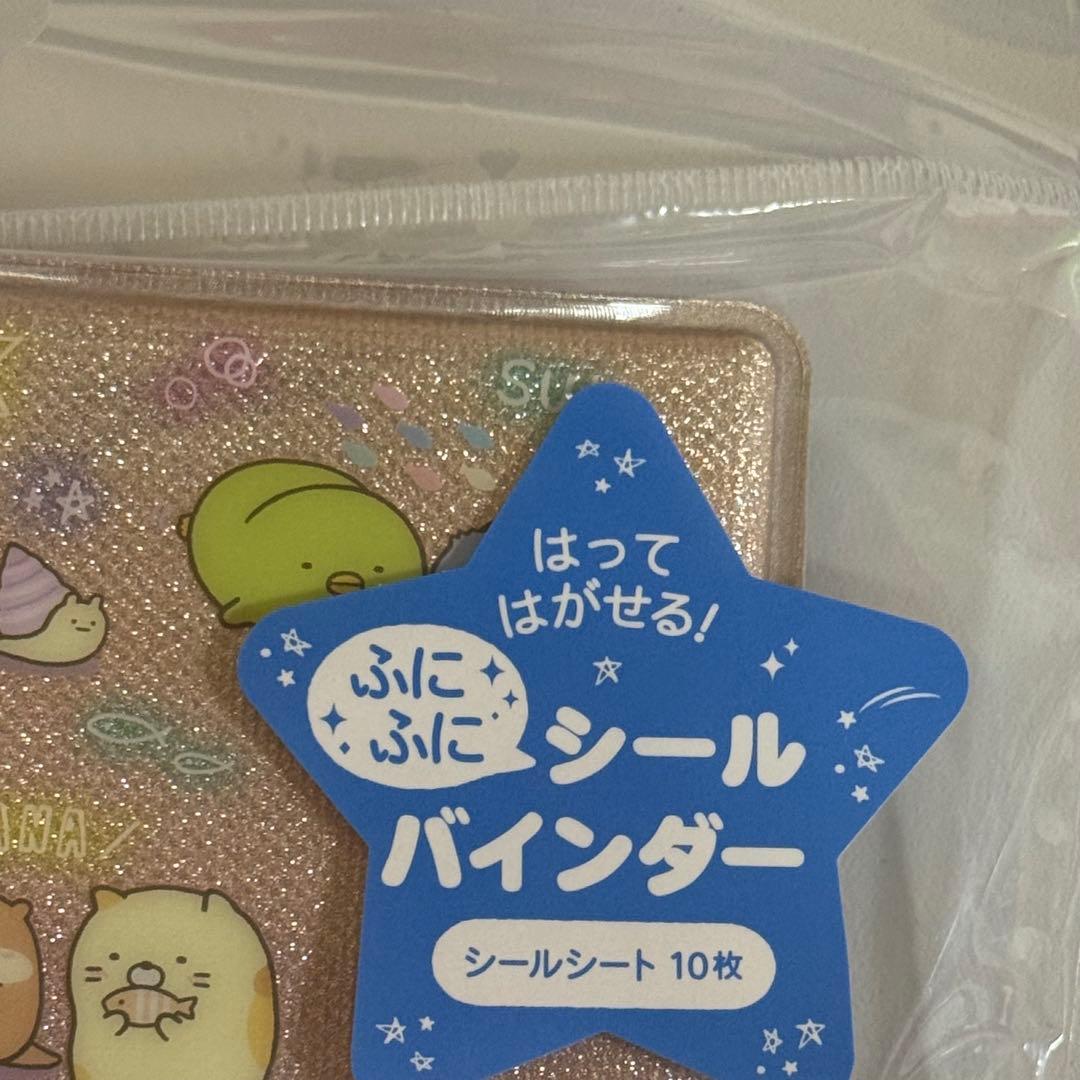 はって
はがせる!
ふに
ふに
シール
バインダー
シールシート 10枚